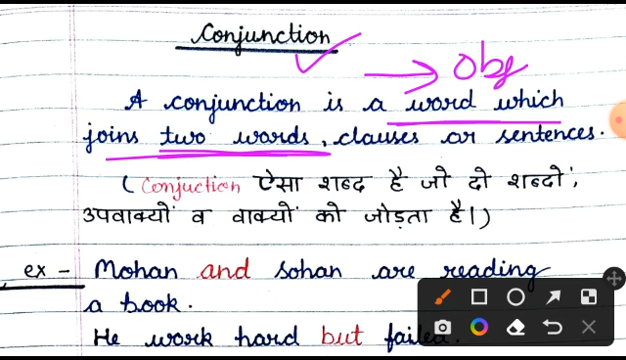 Conjunction
→ Obj
A conjunction is a word which
joins two words, clauses or sentences.
( Conjuction ऐसा शब्द है जो दो शब्दों,
उपवाक्यों व वाक्यों को जोड़ता है।)
ex - Mohan and Sohan are reading
a book.
He work hard but failed.